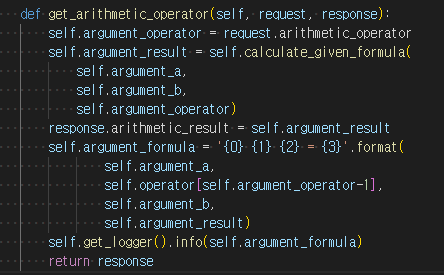 def get_arithmetic_operator(self, request, response):
self.argument_operator = request.arithmetic_operator
self.argument_result = self.calculate_given_formula(
self.argument_a,
self.argument_b,
self.argument_operator)
response.arithmetic_result = self.argument_result
self.argument_formula = '{0} {1} {2} = {3}'.format(
self.argument_a,
self.operator[self.argument_operator-1],
self.argument_b,
self.argument_result)
self.get_logger().info(self.argument_formula)
return response